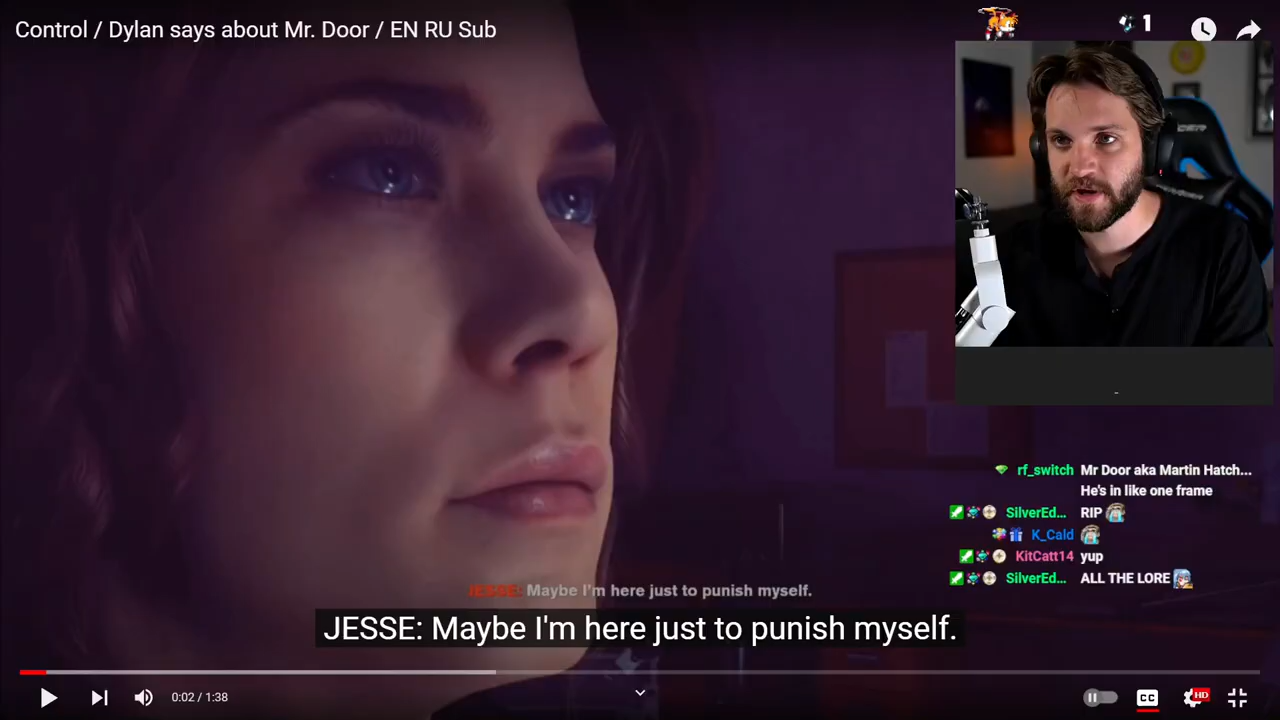 Control / Dylan says about Mr. Door / EN RU Sub
1
rf_switch Mr Door aka Martin Hatch...
He's in like one frame
SilverEd... RIP
K_Cald
KitCatt14 yup
SilverEd... ALL THE LORE
JESSE: Maybe I'm here just to punish myself.
JESSE: Maybe I'm here just to punish myself.
0:02 / 1:38
CC
HD